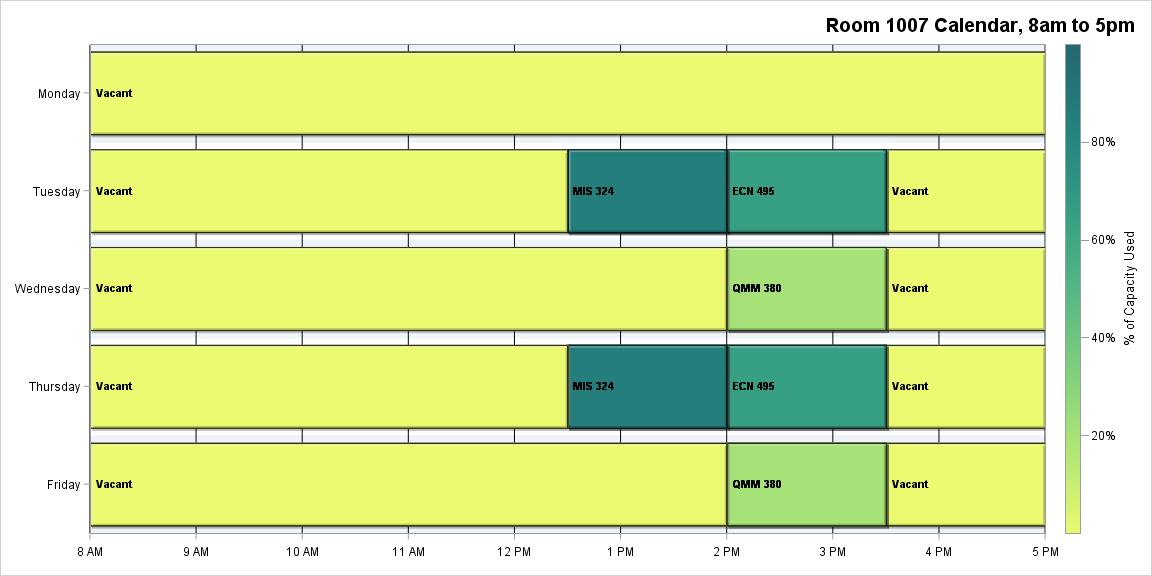 Room 1007 Calendar, 8am to 5pm
Monday
Vacant
Tuesday
Vacant
MIS 324
ECN 495
Vacant
Wednesday
Vacant
QMM 380
Vacant
Thursday
Vacant
MIS 324
ECN 495
Vacant
Friday
Vacant
QMM 380
Vacant
8 AM
9 AM
10 AM
11 AM
12 PM
1 PM
2 PM
3 PM
4 PM
5 PM
80%
60%
40%
20%
% of Capacity Used